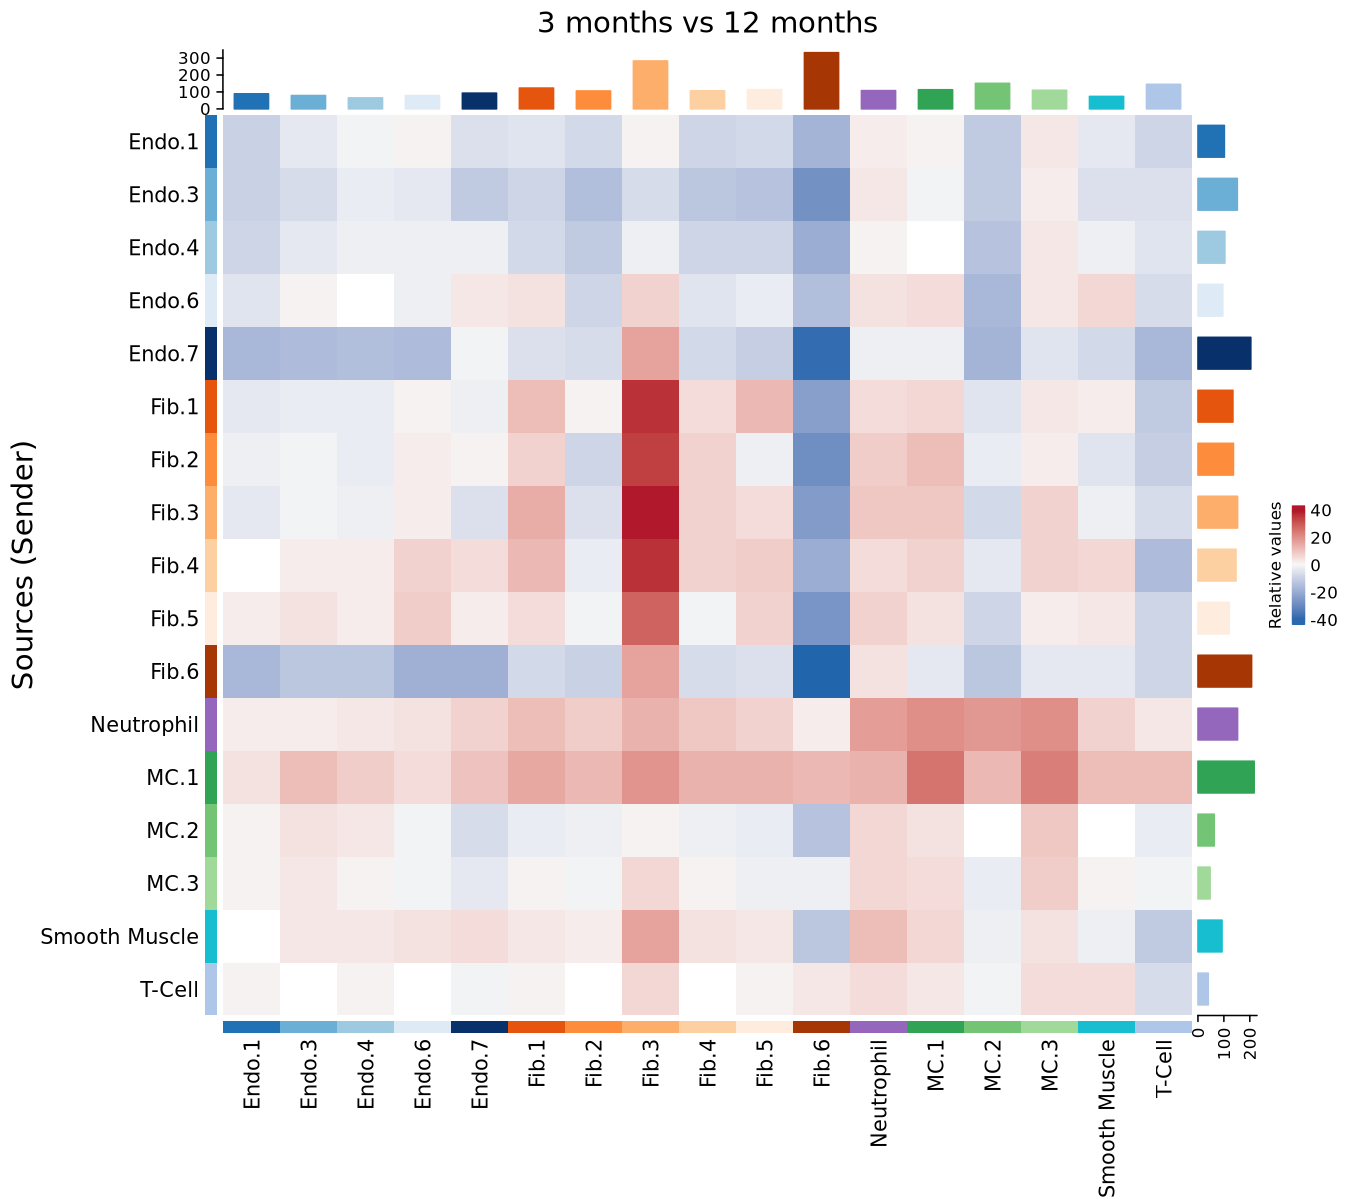 3 months vs 12 months
300
200
100
0
Endo.1
Endo.3
Endo.4
Endo.6
Endo.7
Fib.1
Fib.2
Fib.3
Fib.4
Fib.5
Fib.6
Neutrophil
MC.1
MC.2
MC.3
Smooth Muscle
T-Cell
Sources (Sender)
Relative values
40
20
0
-20
-40
0
100
200
Endo.1
Endo.3
Endo.4
Endo.6
Endo.7
Fib.1
Fib.2
Fib.3
Fib.4
Fib.5
Fib.6
Neutrophil
MC.1
MC.2
MC.3
Smooth Muscle
T-Cell